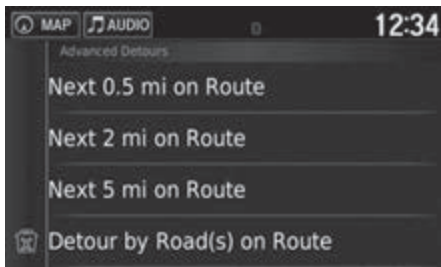 MAP AUDIO 12:34
Advanced Detours
Next 0.5 mi on Route
Next 2 mi on Route
Next 5 mi on Route
Detour by Road(s) on Route